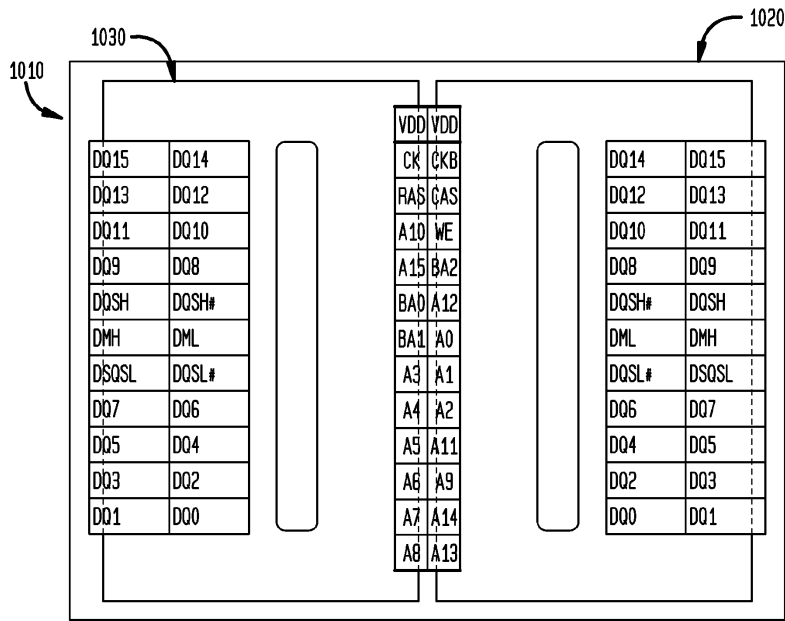 1020
1030
1010
VDD VDD
DQ15 DQ14 CK CKB DQ14 DQ15
DQ13 DQ12 RAS CAS DQ12 DQ13
DQ11 DQ10 A10 WE DQ10 DQ11
DQ9 DQ8 A15 BA2 DQ8 DQ9
DQSH DQSH# BA0 A12 DQSH# DQSH
DMH DML BA1 A0 DML DMH
DSQSL DQSL# A3 A1 DQSL# DSQSL
DQ7 DQ6 A4 A2 DQ6 DQ7
DQ5 DQ4 A5 A11 DQ4 DQ5
DQ3 DQ2 A6 A9 DQ2 DQ3
DQ1 DQ0 A7 A14 DQ0 DQ1
A8 A13